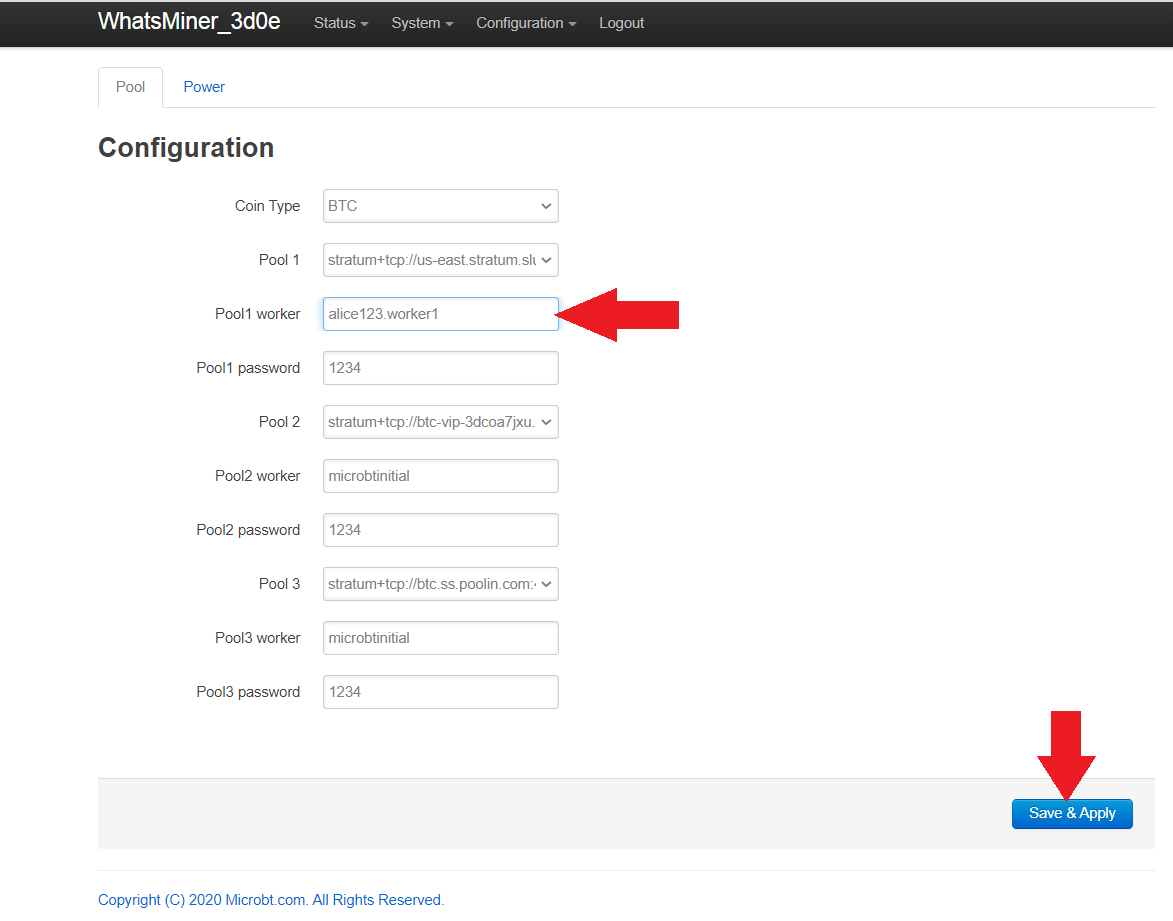 WhatsMiner_3d0e Status System Configuration Logout
Pool Power
Configuration
Coin Type BTC
Pool 1 stratum+tcp://us-east.stratum.slu
Pool1 worker alice123.worker1
Pool1 password 1234
Pool 2 stratum+tcp://btc-vip-3dcoa7jxu.
Pool2 worker microbtinitial
Pool2 password 1234
Pool 3 stratum+tcp://btc.ss.poolin.com:4
Pool3 worker microbtinitial
Pool3 password 1234
Save & Apply
Copyright (C) 2020 Microbt.com. All Rights Reserved.